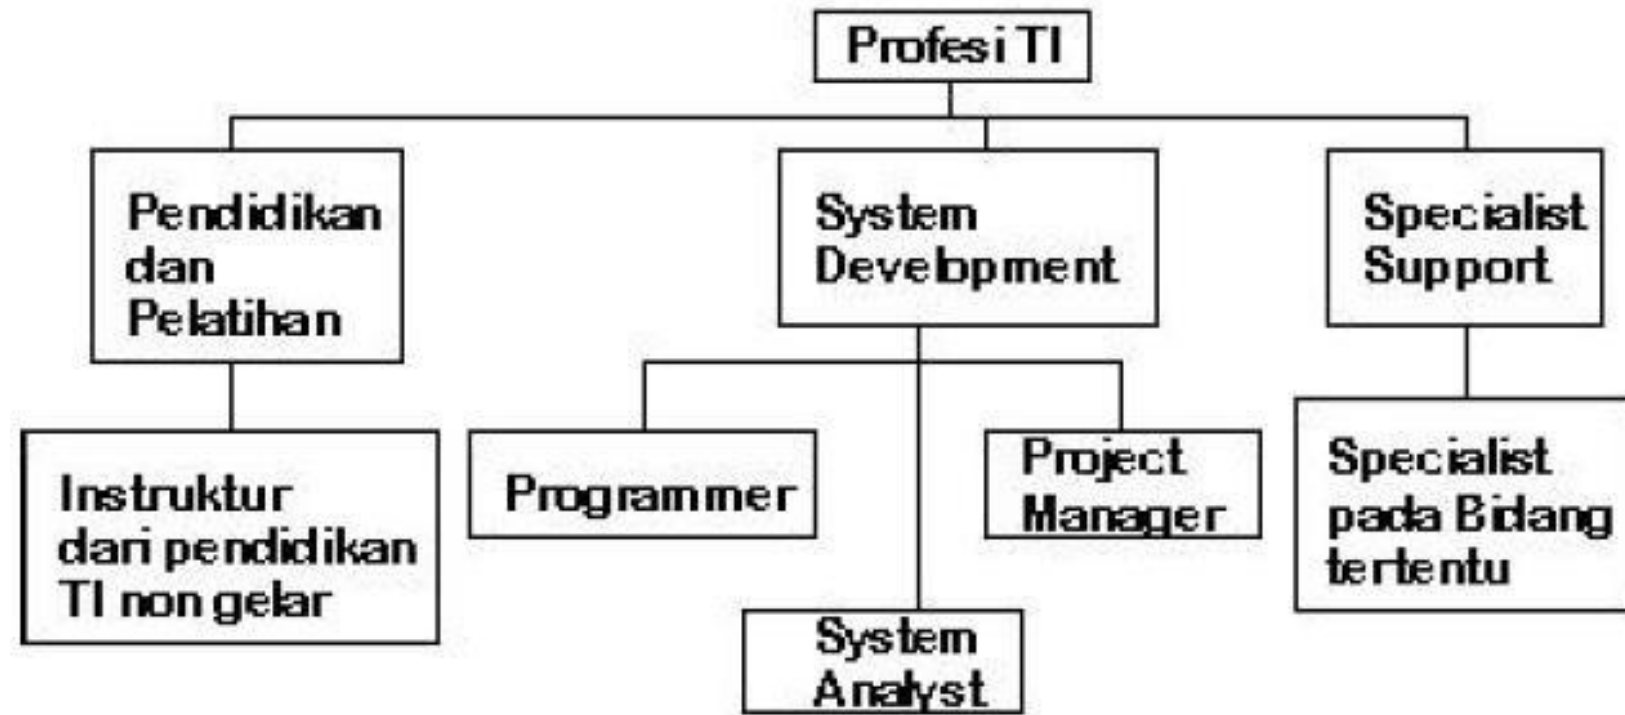 Profesi TI
Pendidikan
dan
Pelatihan
System
Development
Specialist
Support
Instruktur
dari pendidikan
TI non gelar
Programmer
Project
Manager
Specialist
pada Bidang
tertentu
System
Analyst